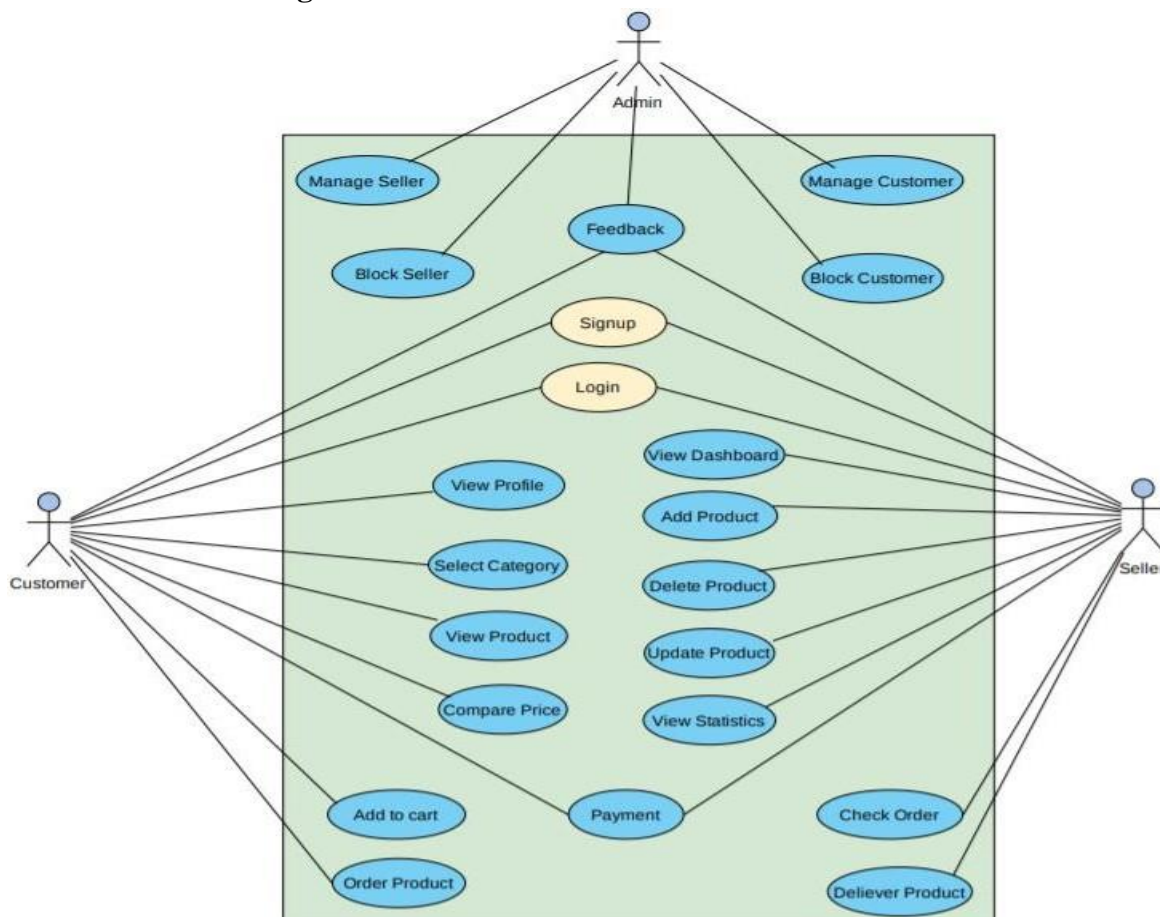 Admin
Manage Seller
Manage Customer
Feedback
Block Seller
Block Customer
Signup
Login
View Dashboard
View Profile
Add Product
Customer
Select Category
Delete Product
Seller
View Product
Update Product
Compare Price
View Statistics
Add to cart
Payment
Check Order
Order Product
Deliever Product